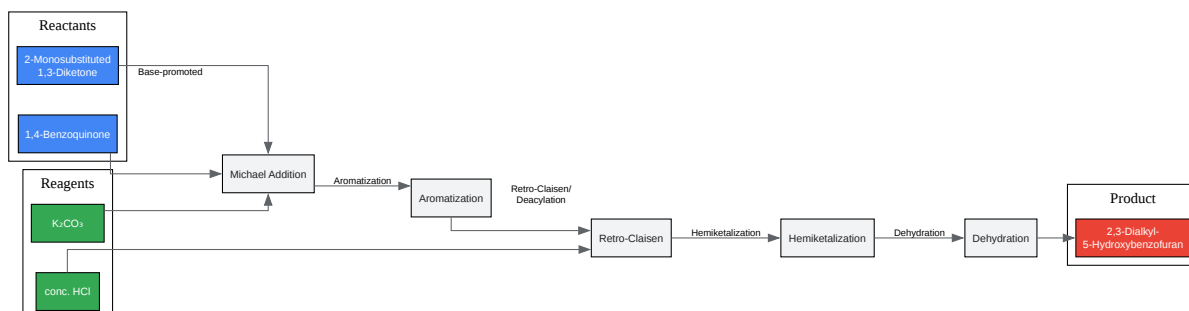 Reactants
2-Monosubstituted
1,3-Diketone
Base-promoted
1,4-Benzoquinone
Michael Addition
Reagents
K₂CO₃
conc. HCl
Aromatization
Aromatization
Retro-Claisen/
Deacylation
Retro-Claisen
Hemiketalization
Hemiketalization
Dehydration
Dehydration
Product
2,3-Dialkyl-
5-Hydroxybenzofuran